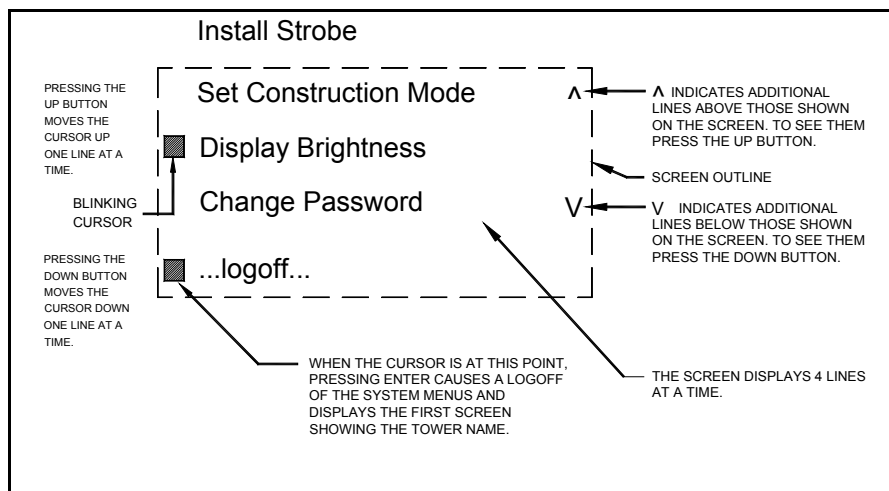 Install Strobe
PRESSING THE
UP BUTTON
MOVES THE
CURSOR UP
ONE LINE AT A
TIME.
Set Construction Mode
Λ
Λ INDICATES ADDITIONAL
LINES ABOVE THOSE SHOWN
ON THE SCREEN. TO SEE THEM
PRESS THE UP BUTTON.
Display Brightness
SCREEN OUTLINE
BLINKING
CURSOR
Change Password
V
V INDICATES ADDITIONAL
LINES BELOW THOSE SHOWN
ON THE SCREEN. TO SEE THEM
PRESS THE DOWN BUTTON.
PRESSING THE
DOWN BUTTON
MOVES THE
CURSOR DOWN
ONE LINE AT A
TIME.
...logoff...
WHEN THE CURSOR IS AT THIS POINT,
PRESSING ENTER CAUSES A LOGOFF
OF THE SYSTEM MENUS AND
DISPLAYS THE FIRST SCREEN
SHOWING THE TOWER NAME.
THE SCREEN DISPLAYS 4 LINES
AT A TIME.